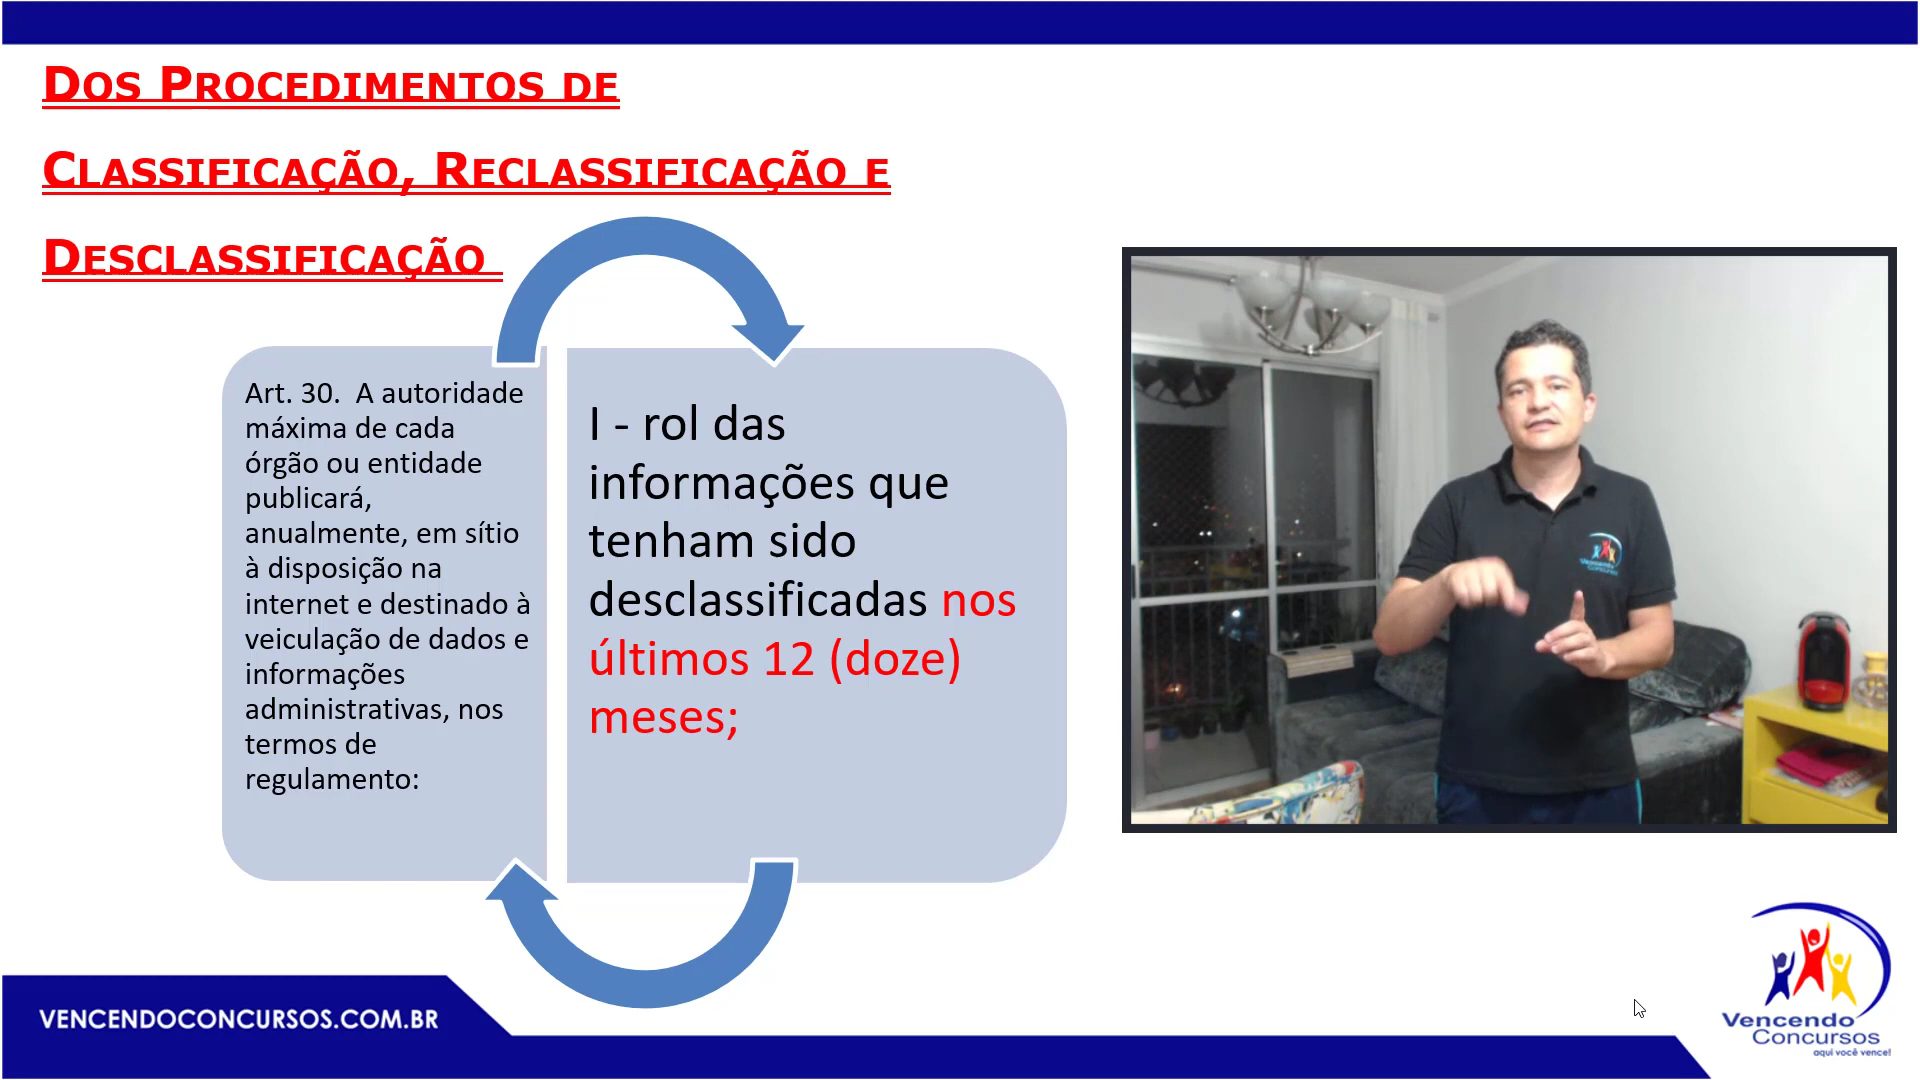 DOS PROCEDIMENTOS DE
CLASSIFICAÇÃO, RECLASSIFICAÇÃO E
DESCLASSIFICAÇÃO
Art. 30.  A autoridade
máxima de cada
órgão ou entidade
publicará,
anualmente, em sítio
à disposição na
internet e destinado à
veiculação de dados e
informações
administrativas, nos
termos de
regulamento:
I - rol das
informações que
tenham sido
desclassificadas nos
últimos 12 (doze)
meses;
Vencendo
Concursos
VENCENDOCONCURSOS.COM.BR
Vencendo
Concursos
aqui você vence!